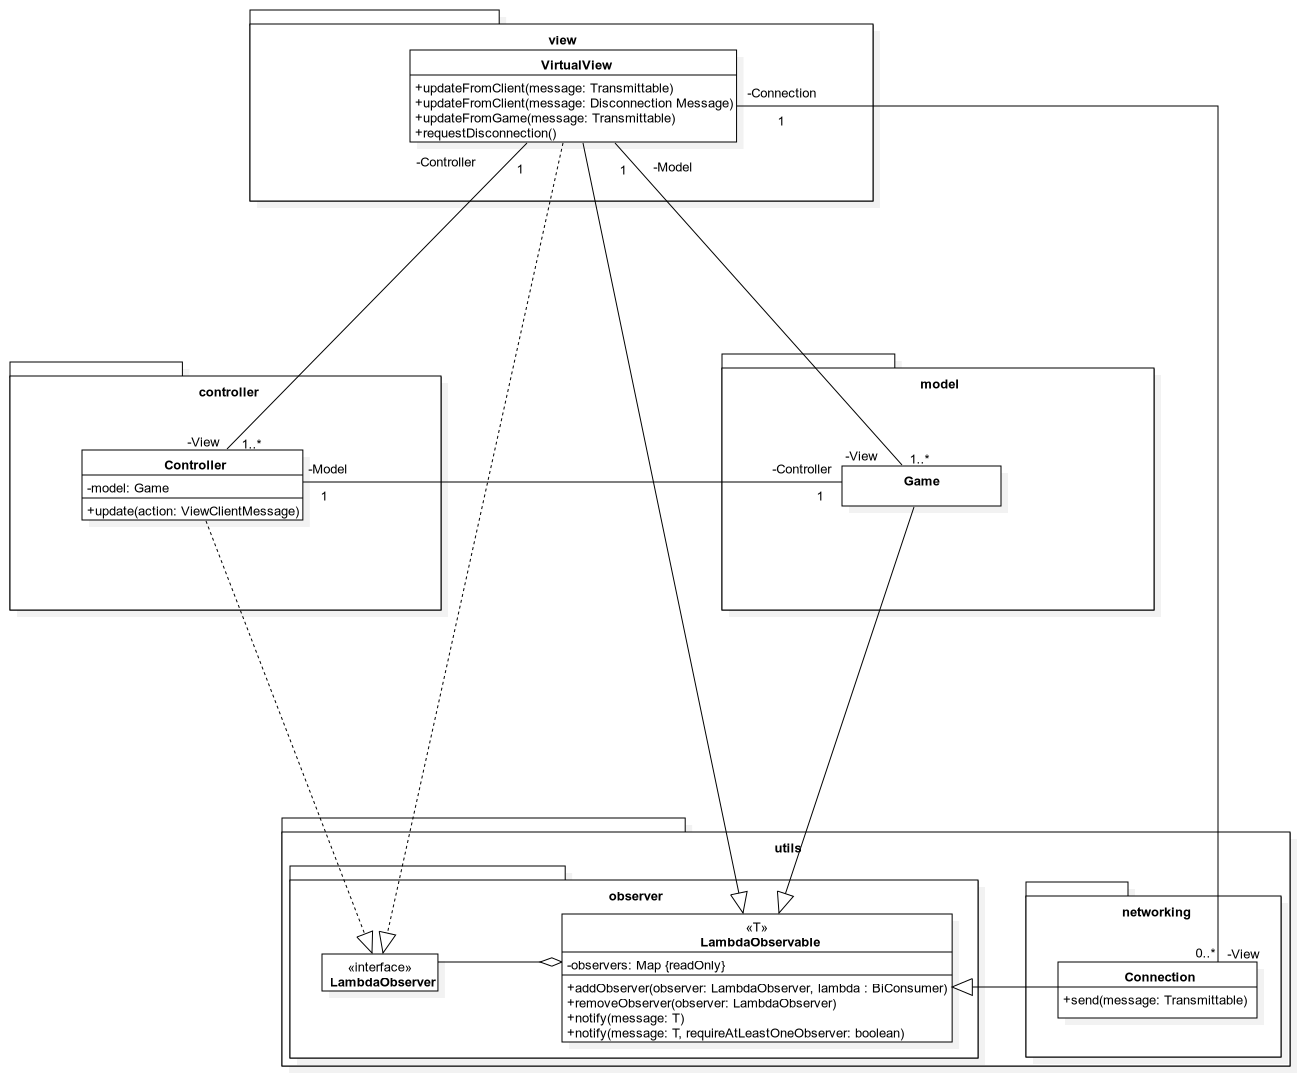 view
VirtualView
+updateFromClient(message: Transmittable)
+updateFromClient(message: Disconnection Message)
+updateFromGame(message: Transmittable)
+requestDisconnection()
-Connection
1
-Controller
1
1
-Model
controller
-View
1..*
Controller
-model: Game
+update(action: ViewClientMessage)
-Model
1
model
-View
1..*
-Controller
1
Game
utils
observer
«interface»
LambdaObserver
«T»
LambdaObservable
-observers: Map {readOnly}
+addObserver(observer: LambdaObserver, lambda : BiConsumer)
+removeObserver(observer: LambdaObserver)
+notify(message: T)
+notify(message: T, requireAtLeastOneObserver: boolean)
networking
0..*
-View
Connection
+send(message: Transmittable)